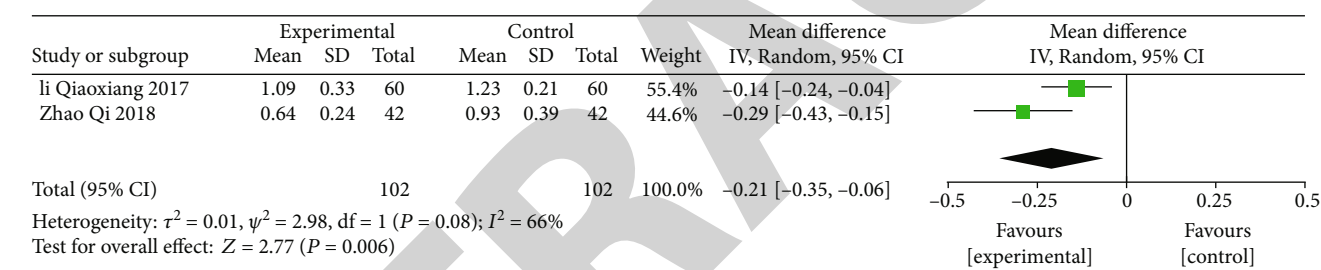 Experimental Control Mean difference Mean difference
Study or subgroup Mean SD Total Mean SD Total Weight IV, Random, 95% CI IV, Random, 95% CI
li Qiaoxiang 2017 1.09 0.33 60 1.23 0.21 60 55.4% –0.14 [–0.24, –0.04]
Zhao Qi 2018 0.64 0.24 42 0.93 0.39 42 44.6% –0.29 [–0.43, –0.15]
Total (95% CI) 102 102 100.0% –0.21 [–0.35, –0.06]
–0.5 –0.25 0 0.25 0.5
Heterogeneity: τ² = 0.01, ψ² = 2.98, df = 1 (P = 0.08); I² = 66%
Test for overall effect: Z = 2.77 (P = 0.006)
Favours [experimental]
Favours [control]